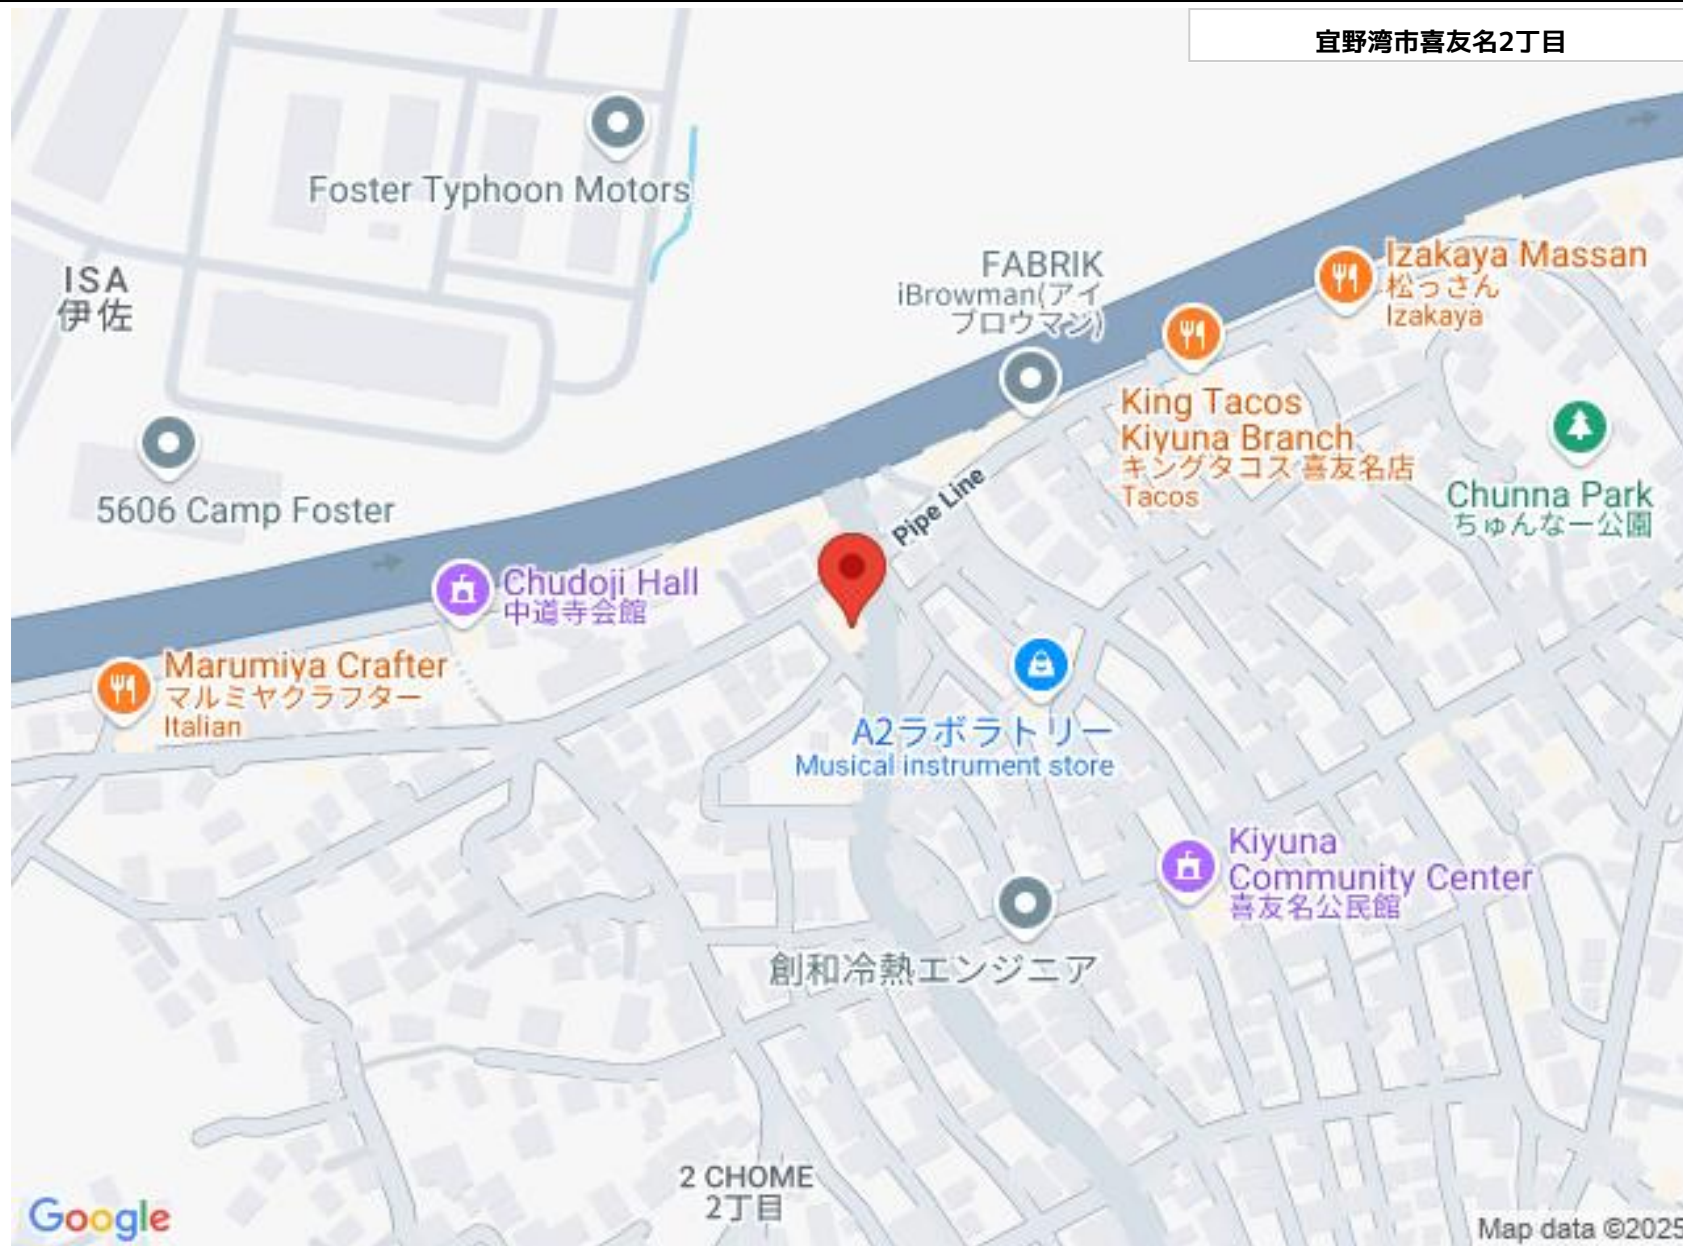 宜野湾市喜友名2丁目
Foster Typhoon Motors
ISA
伊佐
FABRIK
iBrowman(アイ
ブロウマン)
Izakaya Massan
松っさん
Izakaya
King Tacos
Kiyuna Branch
キングタコス 喜友名店
Tacos
Chunna Park
ちゅんなー公園
5606 Camp Foster
Pipe Line
Chudoji Hall
中道寺会館
Marumiya Crafter
マルミヤクラフター
Italian
A2ラボラトリー
Musical instrument store
Kiyuna
Community Center
喜友名公民館
創和冷熱エンジニア
2 CHOME
2丁目
Google
Map data ©2025